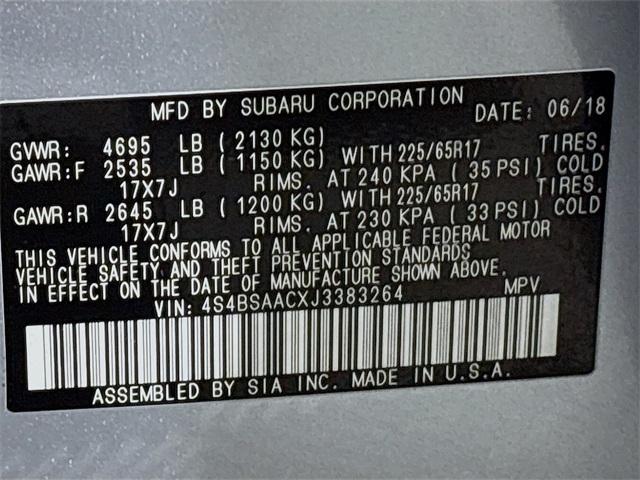 MFD BY SUBARU CORPORATION DATE: 06/18
GVWR: 4695 LB (2130 KG)
GAWR:F 2535 LB (1150 KG) WITH 225/65R17 TIRES.
17X7J RIMS. AT 240 KPA (35 PSI) COLD
GAWR:R 2645 LB (1200 KG) WITH 225/65R17 TIRES.
17X7J RIMS. AT 230 KPA (33 PSI) COLD
THIS VEHICLE CONFORMS TO ALL APPLICABLE FEDERAL MOTOR
VEHICLE SAFETY AND THEFT PREVENTION STANDARDS
IN EFFECT ON THE DATE OF MANUFACTURE SHOWN ABOVE.
VIN: 4S4BSAACXJ3383264 MPV
ASSEMBLED BY SIA INC. MADE IN U.S.A.